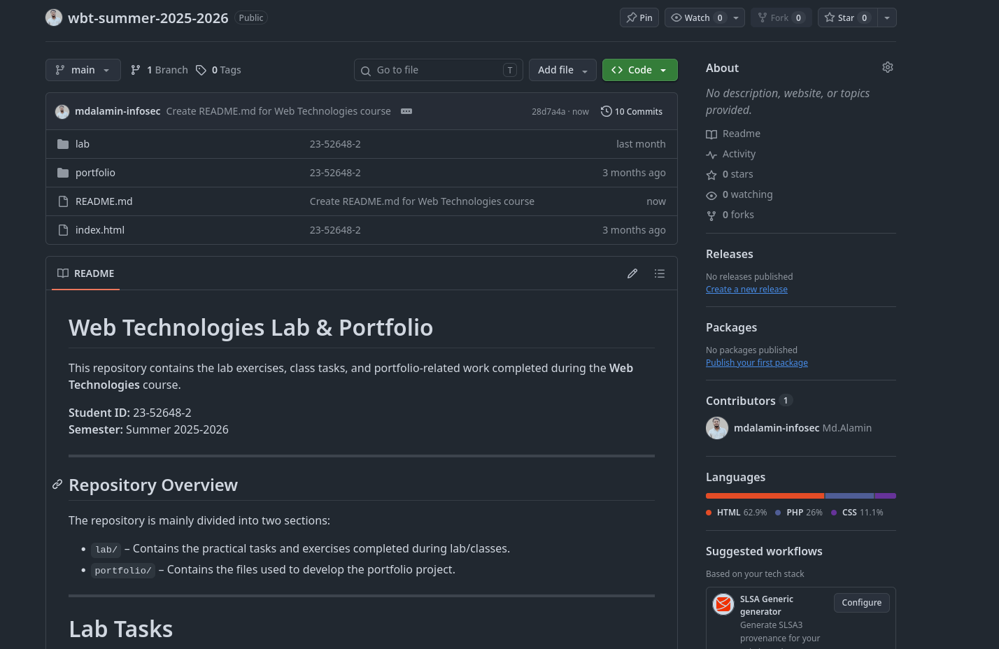 wbt-summer-2025-2026 Public
Pin Watch 0 Fork 0 Star 0
main 1 Branch 0 Tags Go to file T Add file Code
mdalamin-infosec Create README.md for Web Technologies course 28d7a4a · now 10 Commits
lab 23-52648-2 last month
portfolio 23-52648-2 3 months ago
README.md Create README.md for Web Technologies course now
index.html 23-52648-2 3 months ago
README
Web Technologies Lab & Portfolio
This repository contains the lab exercises, class tasks, and portfolio-related work completed during the Web
Technologies course.
Student ID: 23-52648-2
Semester: Summer 2025-2026
Repository Overview
The repository is mainly divided into two sections:
• lab/ – Contains the practical tasks and exercises completed during lab/classes.
• portfolio/ – Contains the files used to develop the portfolio project.
Lab Tasks
About
No description, website, or topics
provided.
Readme
Activity
0 stars
0 watching
0 forks
Releases
No releases published
Create a new release
Packages
No packages published
Publish your first package
Contributors 1
mdalamin-infosec Md.Alamin
Languages
HTML 62.9% PHP 26% CSS 11.1%
Suggested workflows
Based on your tech stack
SLSA Generic
generator
Configure
Generate SLSA3
provenance for your